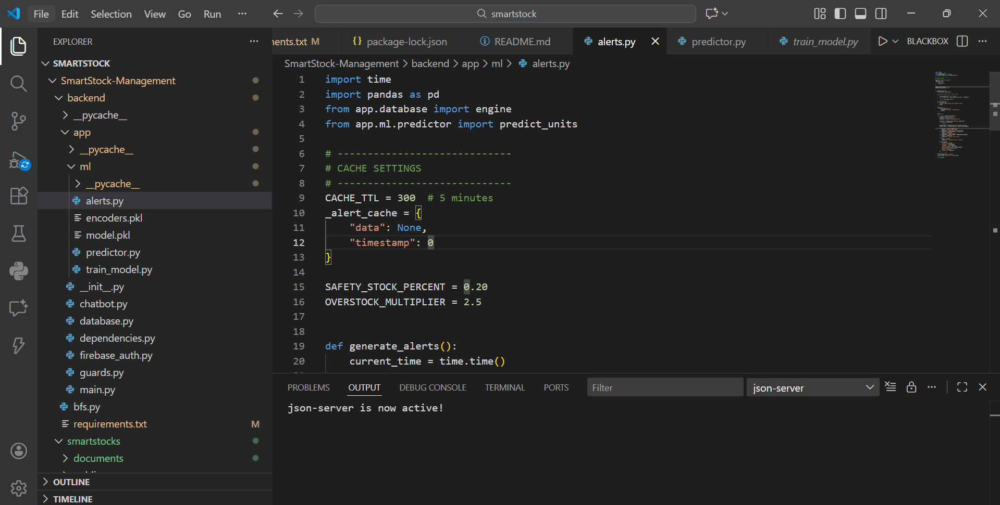 File Edit Selection View Go Run ··· smartstock
EXPLORER ···
SMARTSTOCK
SmartStock-Management
backend
__pycache__
app
__pycache__
ml
__pycache__
alerts.py
encoders.pkl
model.pkl
predictor.py
train_model.py
__init__.py
chatbot.py
database.py
dependencies.py
firebase_auth.py
guards.py
main.py
bfs.py
requirements.txt M
smartstocks
documents
OUTLINE
TIMELINE
ments.txt M {} package-lock.json README.md alerts.py predictor.py train_model.py BLACKBOX ···
SmartStock-Management > backend > app > ml > alerts.py
1 import time
2 import pandas as pd
3 from app.database import engine
4 from app.ml.predictor import predict_units
5
6 # -----------------------------
7 # CACHE SETTINGS
8 # -----------------------------
9 CACHE_TTL = 300  # 5 minutes
10 _alert_cache = {
11     "data": None,
12     "timestamp": 0
13 }
14
15 SAFETY_STOCK_PERCENT = 0.20
16 OVERSTOCK_MULTIPLIER = 2.5
17
18
19 def generate_alerts():
20     current_time = time.time()
PROBLEMS OUTPUT DEBUG CONSOLE TERMINAL PORTS Filter json-server ···
json-server is now active!